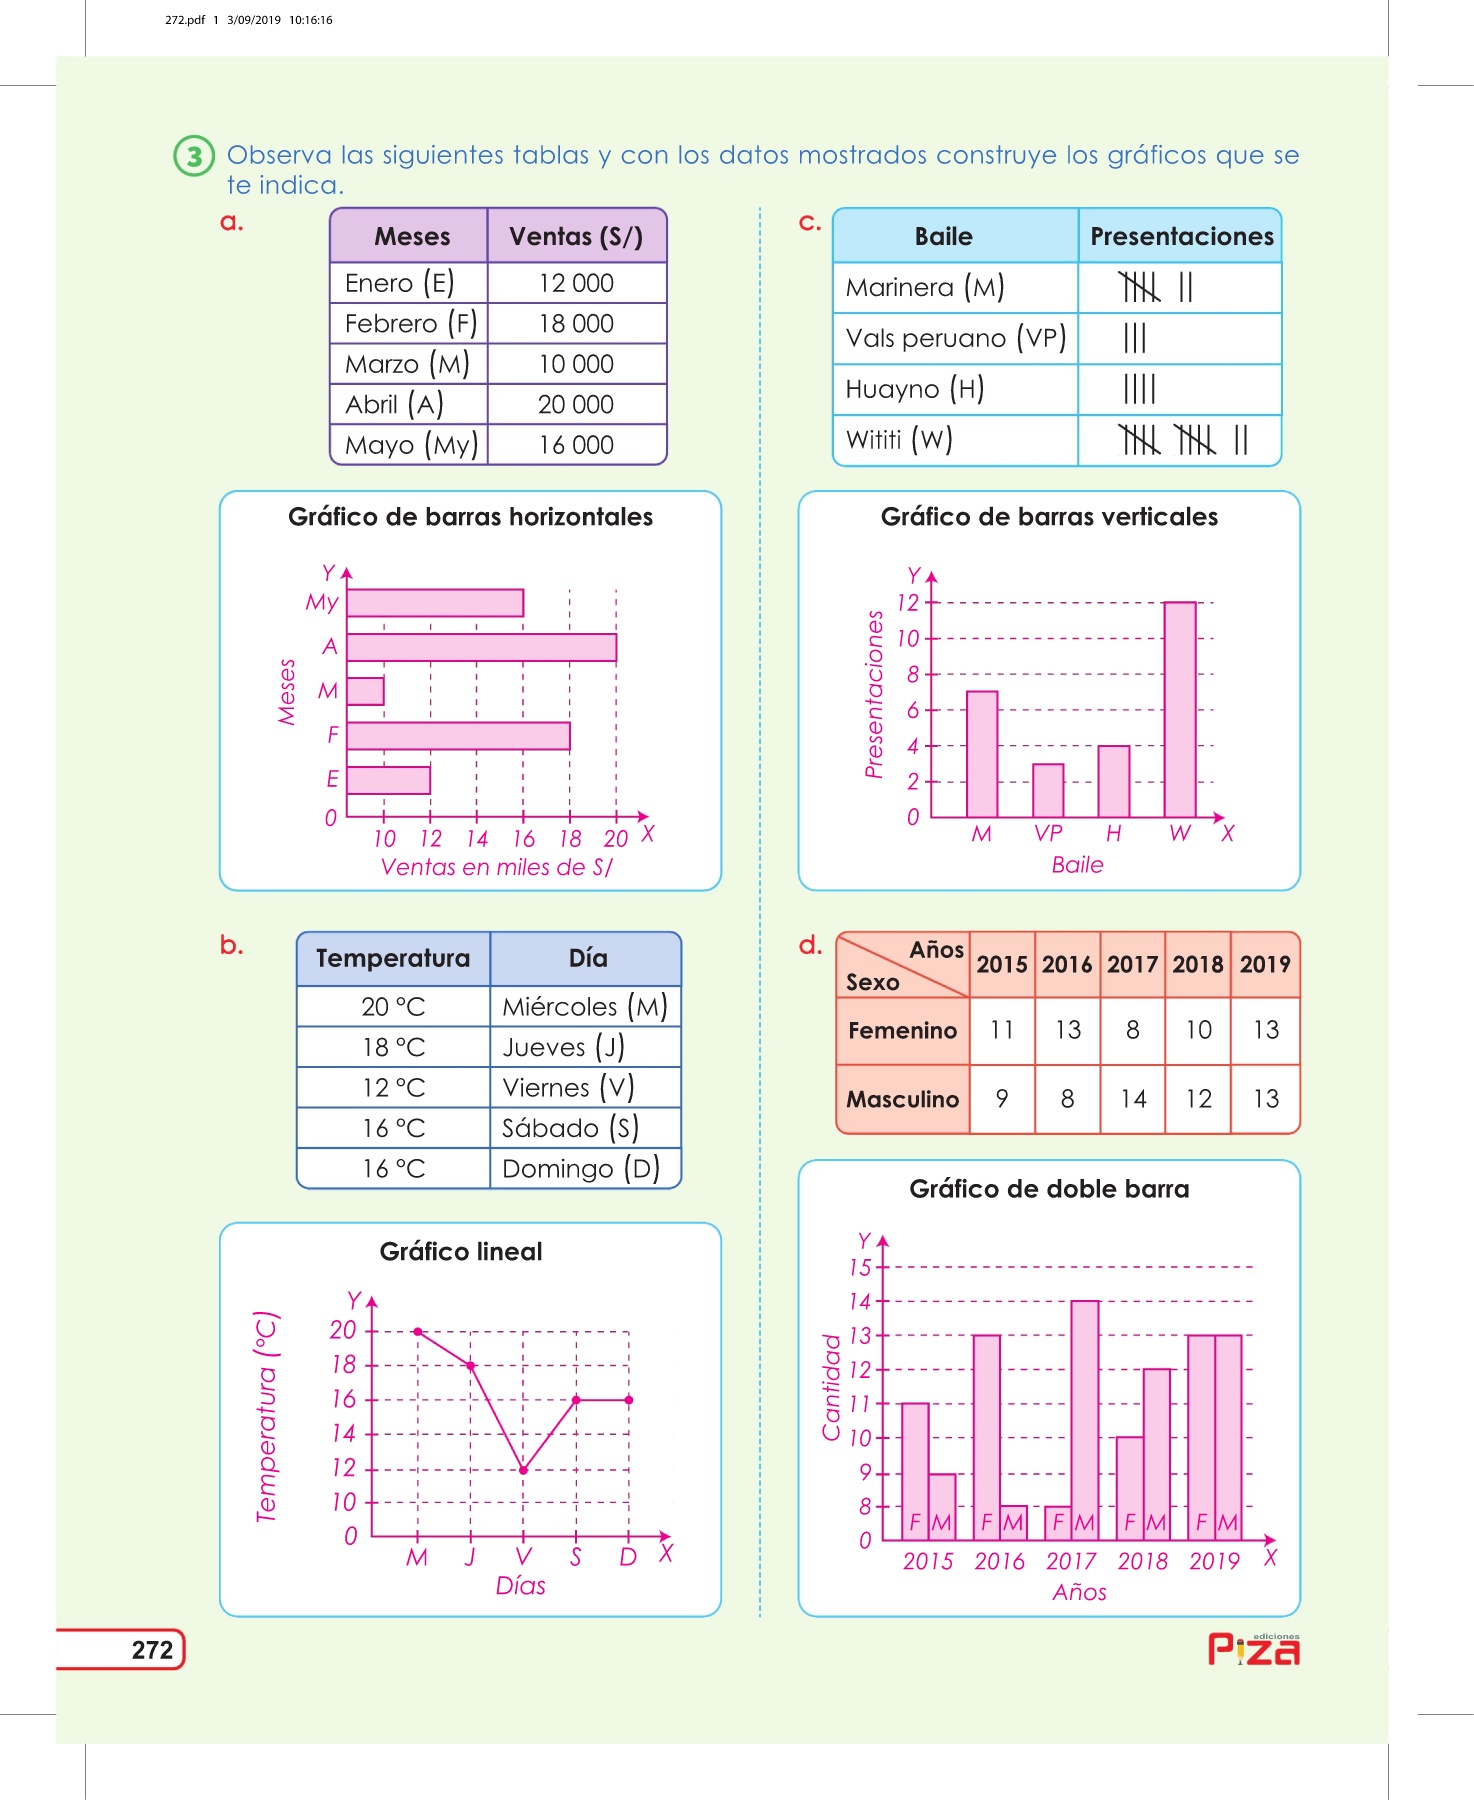 272.pdf 1 3/09/2019 10:16:16
3 Observa las siguientes tablas y con los datos mostrados construye los gráficos que se
te indica.
a.
Meses Ventas (S/)
Enero (E) 12 000
Febrero (F) 18 000
Marzo (M) 10 000
Abril (A) 20 000
Mayo (My) 16 000
Gráfico de barras horizontales
Y
My
A
M
F
E
0
Meses
10 12 14 16 18 20 X
Ventas en miles de S/
b.
Temperatura Día
20 °C Miércoles (M)
18 °C Jueves (J)
12 °C Viernes (V)
16 °C Sábado (S)
16 °C Domingo (D)
Gráfico lineal
Temperatura (°C)
Y
20
18
16
14
12
10
0
M J V S D X
Días
c.
Baile Presentaciones
Marinera (M)
Vals peruano (VP)
Huayno (H)
Wititi (W)
Gráfico de barras verticales
Presentaciones
Y
12
10
8
6
4
2
0
M VP H W X
Baile
d.
Años
Sexo
2015 2016 2017 2018 2019
Femenino 11 13 8 10 13
Masculino 9 8 14 12 13
Gráfico de doble barra
Cantidad
Y
15
14
13
12
11
10
9
8
0
F M F M F M F M F M
2015 2016 2017 2018 2019 X
Años
272
ediciones
Piza